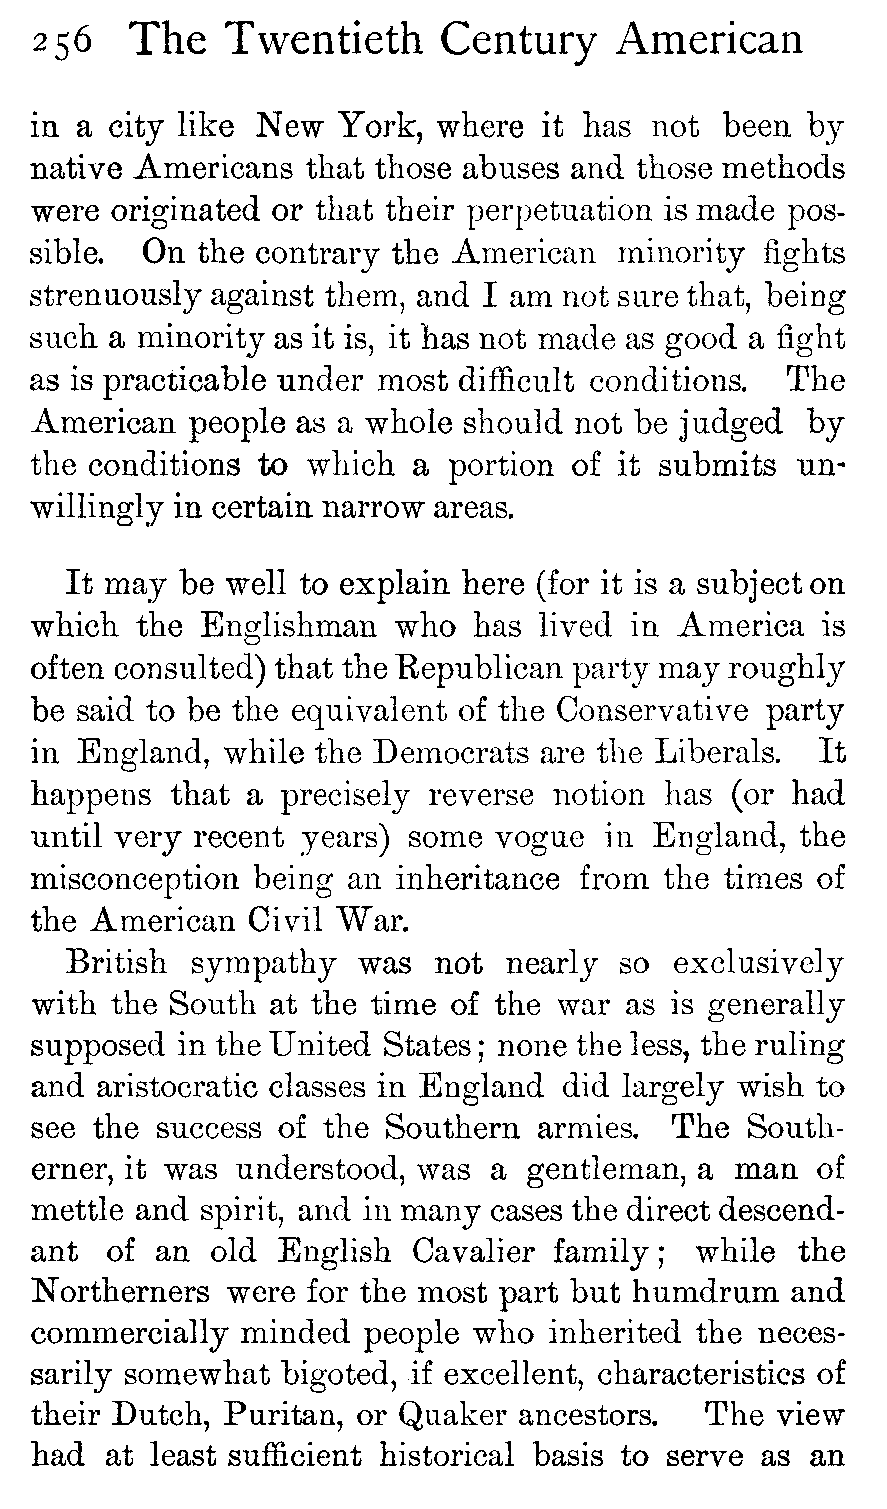 256 The Twentieth Century American
in a city like New York, where it has not been by
native Americans that those abuses and those methods
were originated or that their perpetuation is made pos-
sible. On the contrary the American minority fights
strenuously against them, and I am not sure that, being
such a minority as it is, it has not made as good a fight
as is practicable under most difficult conditions. The
American people as a whole should not be judged by
the conditions to which a portion of it submits un-
willingly in certain narrow areas.
It may be well to explain here (for it is a subject on
which the Englishman who has lived in America is
often consulted) that the Republican party may roughly
be said to be the equivalent of the Conservative party
in England, while the Democrats are the Liberals. It
happens that a precisely reverse notion has (or had
until very recent years) some vogue in England, the
misconception being an inheritance from the times of
the American Civil War.
British sympathy was not nearly so exclusively
with the South at the time of the war as is generally
supposed in the United States; none the less, the ruling
and aristocratic classes in England did largely wish to
see the success of the Southern armies. The South-
erner, it was understood, was a gentleman, a man of
mettle and spirit, and in many cases the direct descend-
ant of an old English Cavalier family; while the
Northerners were for the most part but humdrum and
commercially minded people who inherited the neces-
sarily somewhat bigoted, if excellent, characteristics of
their Dutch, Puritan, or Quaker ancestors. The view
had at least sufficient historical basis to serve as an